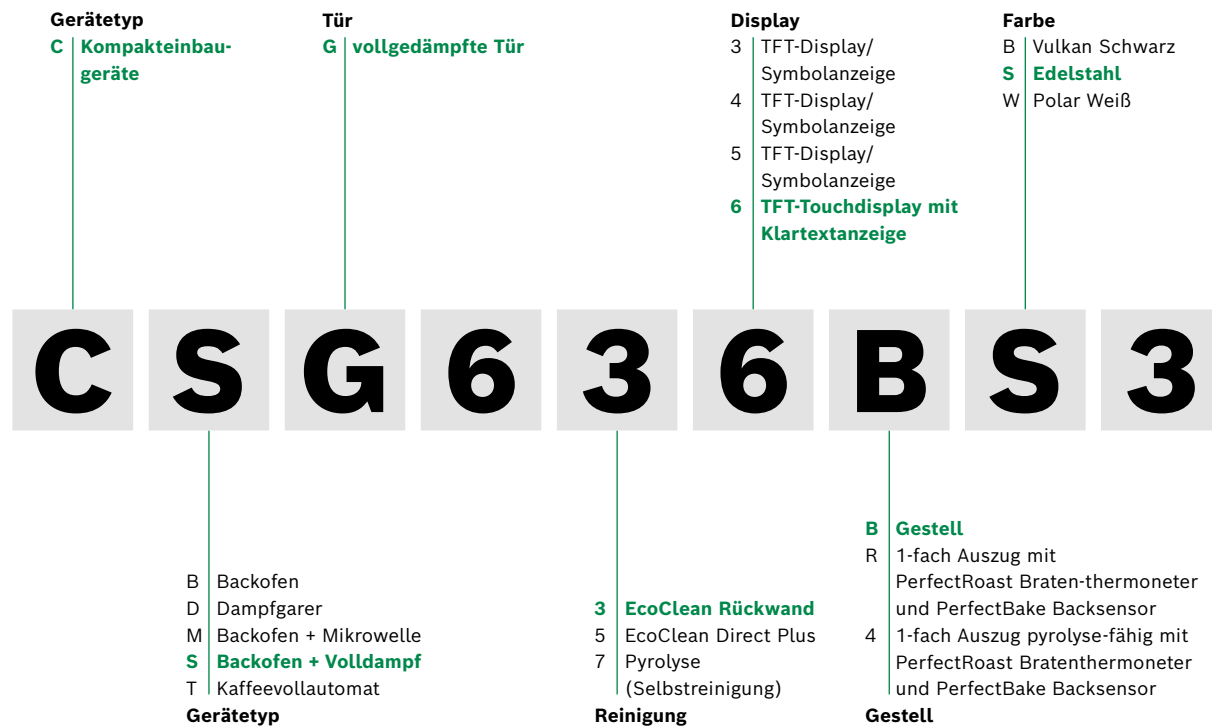 Gerätetyp
C Kompakteinbau-
geräte
Tür
G vollgedämpfte Tür
Display
3 TFT-Display/
Symbolanzeige
4 TFT-Display/
Symbolanzeige
5 TFT-Display/
Symbolanzeige
6 TFT-Touchdisplay mit
Klartextanzeige
Farbe
B Vulkan Schwarz
S Edelstahl
W Polar Weiß
C S G 6 3 6 B S 3
B Backofen
D Dampfgarer
M Backofen + Mikrowelle
S Backofen + Volldampf
T Kaffeevollautomat
Gerätetyp
3 EcoClean Rückwand
5 EcoClean Direct Plus
7 Pyrolyse
(Selbstreinigung)
Reinigung
B Gestell
R 1-fach Auszug mit
PerfectRoast Braten-thermoneter
und PerfectBake Backsensor
4 1-fach Auszug pyrolyse-fähig mit
PerfectRoast Bratenthermoneter
und PerfectBake Backsensor
Gestell